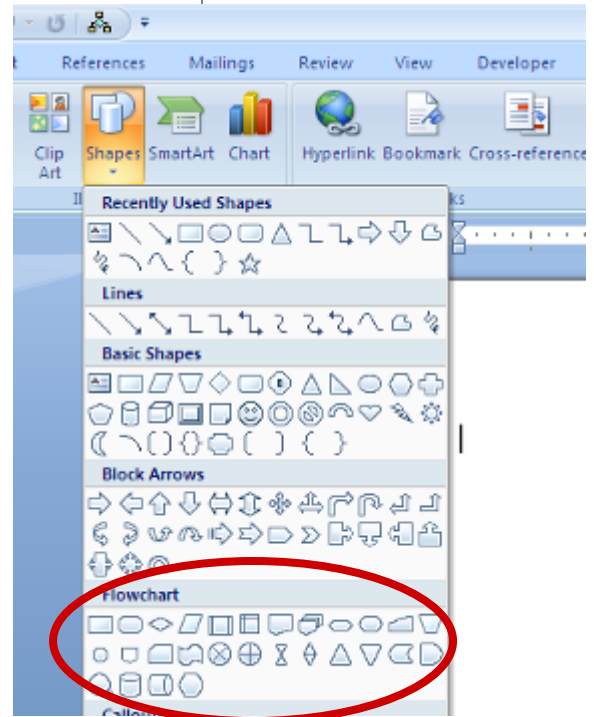 References Mailings Review View Developer
Clip Art Shapes SmartArt Chart Hyperlink Bookmark Cross-reference
Recently Used Shapes
Lines
Basic Shapes
Block Arrows
Flowchart